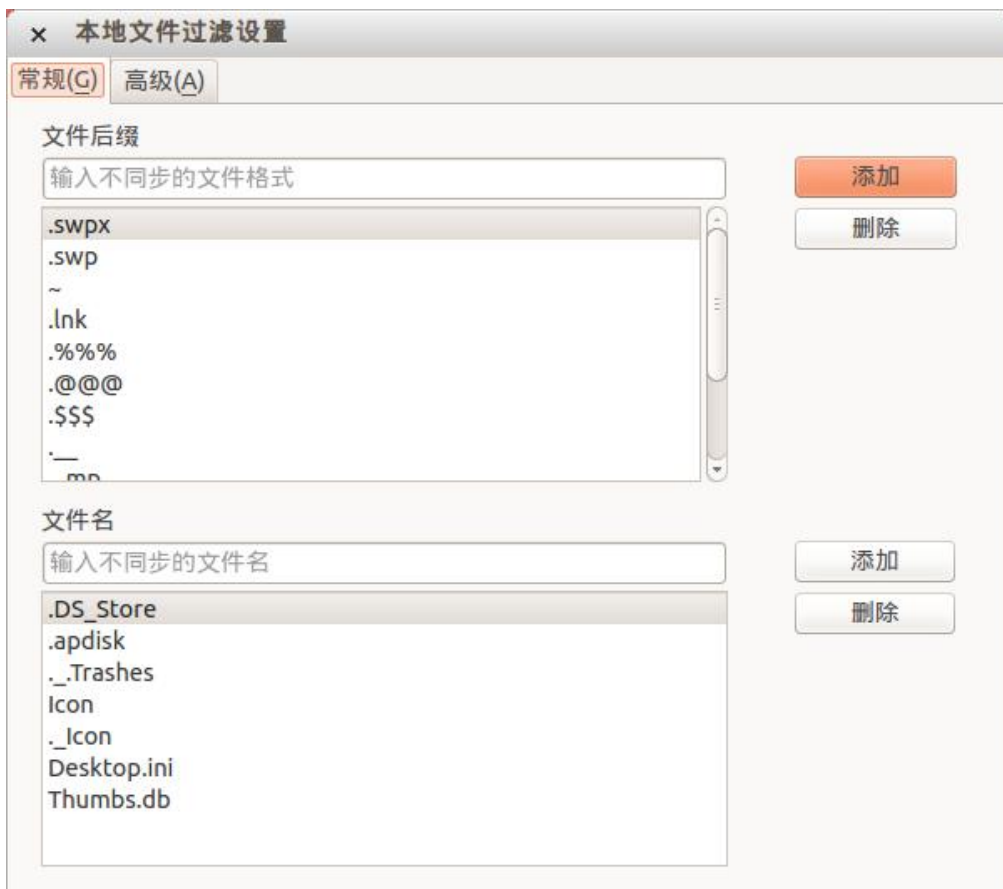 × 本地文件过滤设置
常规(G) 高级(A)
文件后缀
输入不同步的文件格式 添加
.swpx 删除
.swp
~
.lnk
.%%%
.@@@
.$$$
.__
文件名
输入不同步的文件名 添加
.DS_Store 删除
.apdisk
._.Trashes
Icon
._Icon
Desktop.ini
Thumbs.db